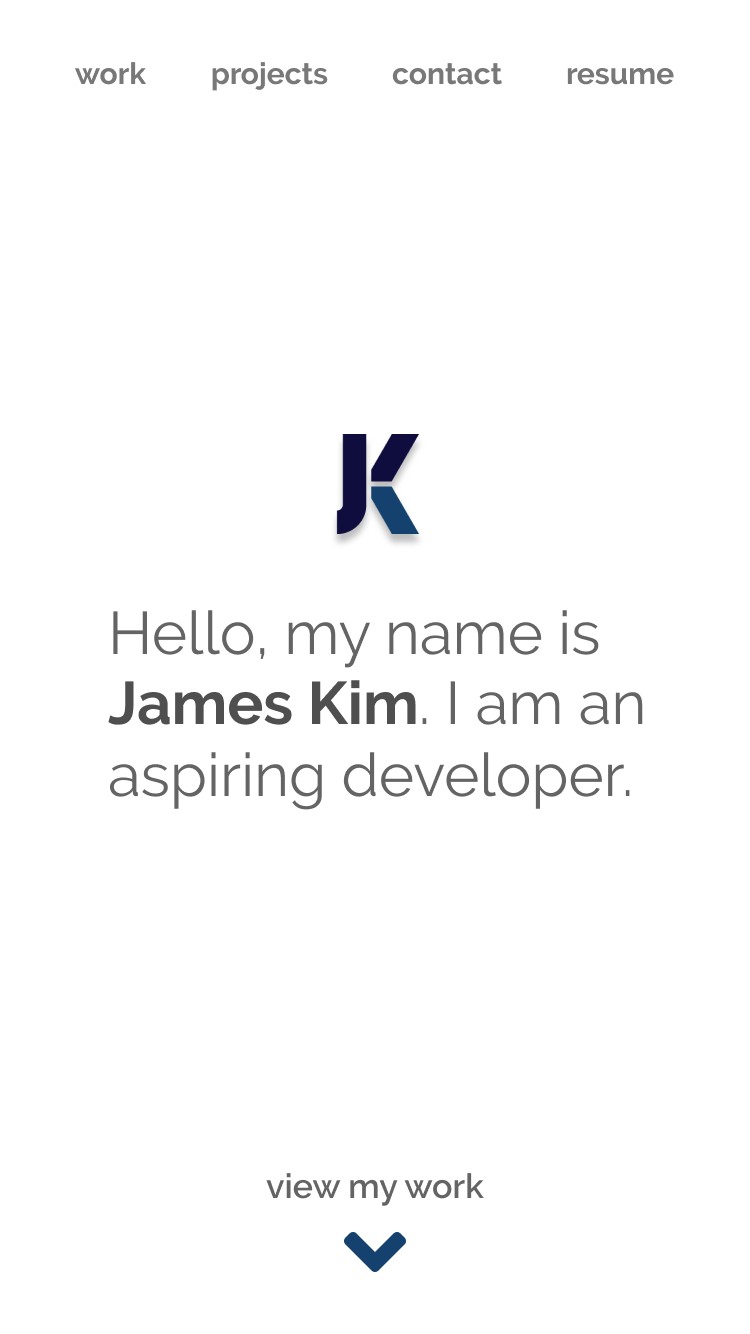 work projects contact resume
JK
Hello, my name is
James Kim. I am an
aspiring developer.
view my work